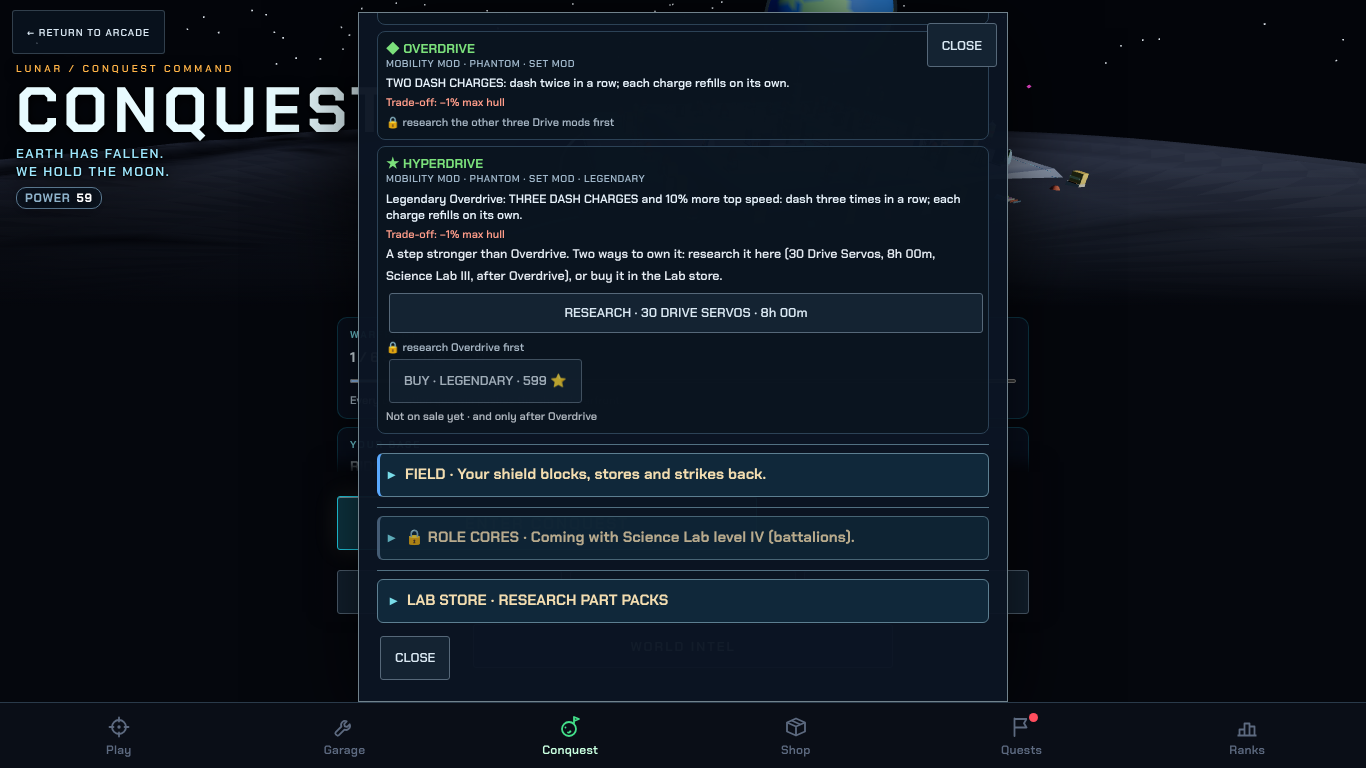 ← RETURN TO ARCADE
LUNAR / CONQUEST COMMAND
CONQUEST
EARTH HAS FALLEN.
WE HOLD THE MOON.
POWER 59
CLOSE
◆ OVERDRIVE
MOBILITY MOD · PHANTOM · SET MOD
TWO DASH CHARGES: dash twice in a row; each charge refills on its own.
Trade-off: −1% max hull
🔒 research the other three Drive mods first
★ HYPERDRIVE
MOBILITY MOD · PHANTOM · SET MOD · LEGENDARY
Legendary Overdrive: THREE DASH CHARGES and 10% more top speed: dash three times in a row; each
charge refills on its own.
Trade-off: −1% max hull
A step stronger than Overdrive. Two ways to own it: research it here (30 Drive Servos, 8h 00m,
Science Lab III, after Overdrive), or buy it in the Lab store.
RESEARCH · 30 DRIVE SERVOS · 8h 00m
🔒 research Overdrive first
BUY · LEGENDARY · 599 ⭐
Not on sale yet · and only after Overdrive
▸ FIELD · Your shield blocks, stores and strikes back.
▸ 🔒 ROLE CORES · Coming with Science Lab level IV (battalions).
▸ LAB STORE · RESEARCH PART PACKS
WORLD INTEL
CLOSE
Play
Garage
Conquest
Shop
Quests
Ranks